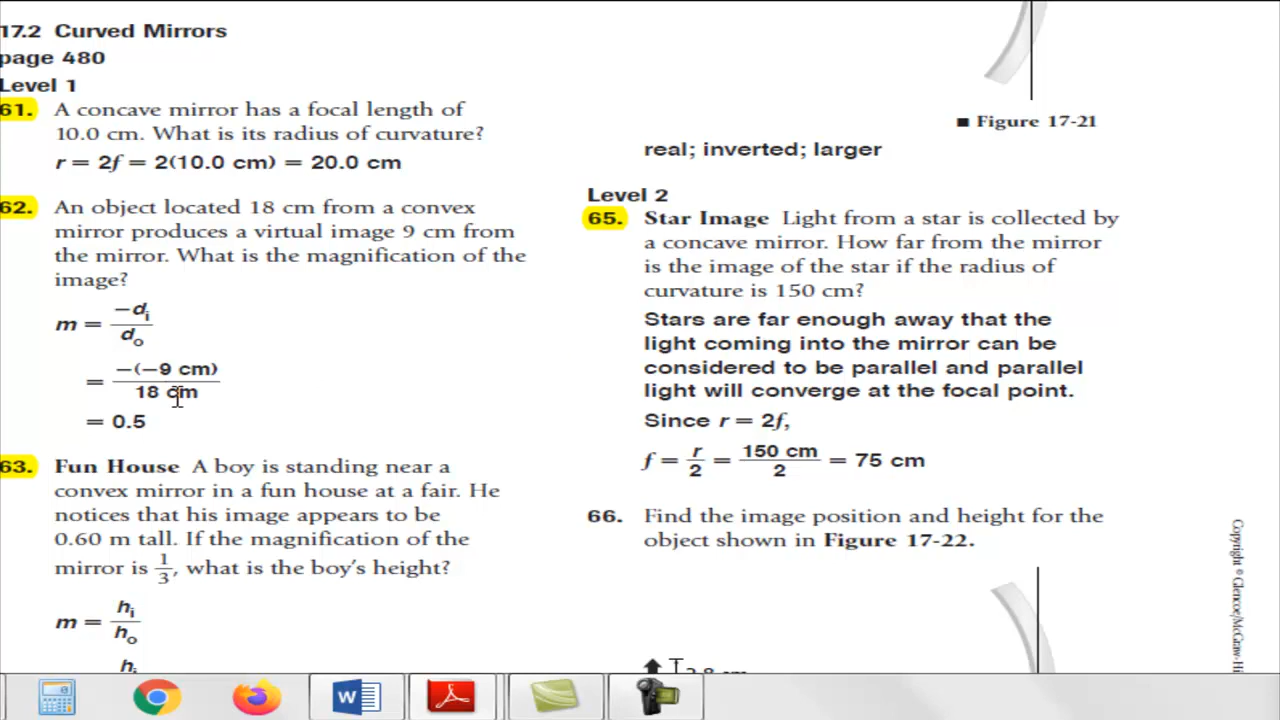 17.2 Curved Mirrors
page 480
Level 1
61. A concave mirror has a focal length of
10.0 cm. What is its radius of curvature?
r = 2f = 2(10.0 cm) = 20.0 cm
62. An object located 18 cm from a convex
mirror produces a virtual image 9 cm from
the mirror. What is the magnification of the
image?
m = −dᵢ/dₒ
= −(−9 cm)/18 cm
= 0.5
63. Fun House A boy is standing near a
convex mirror in a fun house at a fair. He
notices that his image appears to be
0.60 m tall. If the magnification of the
mirror is 1/3, what is the boy's height?
m = hᵢ/hₒ
hᵢ
■ Figure 17-21
real; inverted; larger
Level 2
65. Star Image Light from a star is collected by
a concave mirror. How far from the mirror
is the image of the star if the radius of
curvature is 150 cm?
Stars are far enough away that the
light coming into the mirror can be
considered to be parallel and parallel
light will converge at the focal point.
Since r = 2f,
f = r/2 = 150 cm/2 = 75 cm
66. Find the image position and height for the
object shown in Figure 17-22.
Copyright © Glencoe/McGraw-Hi